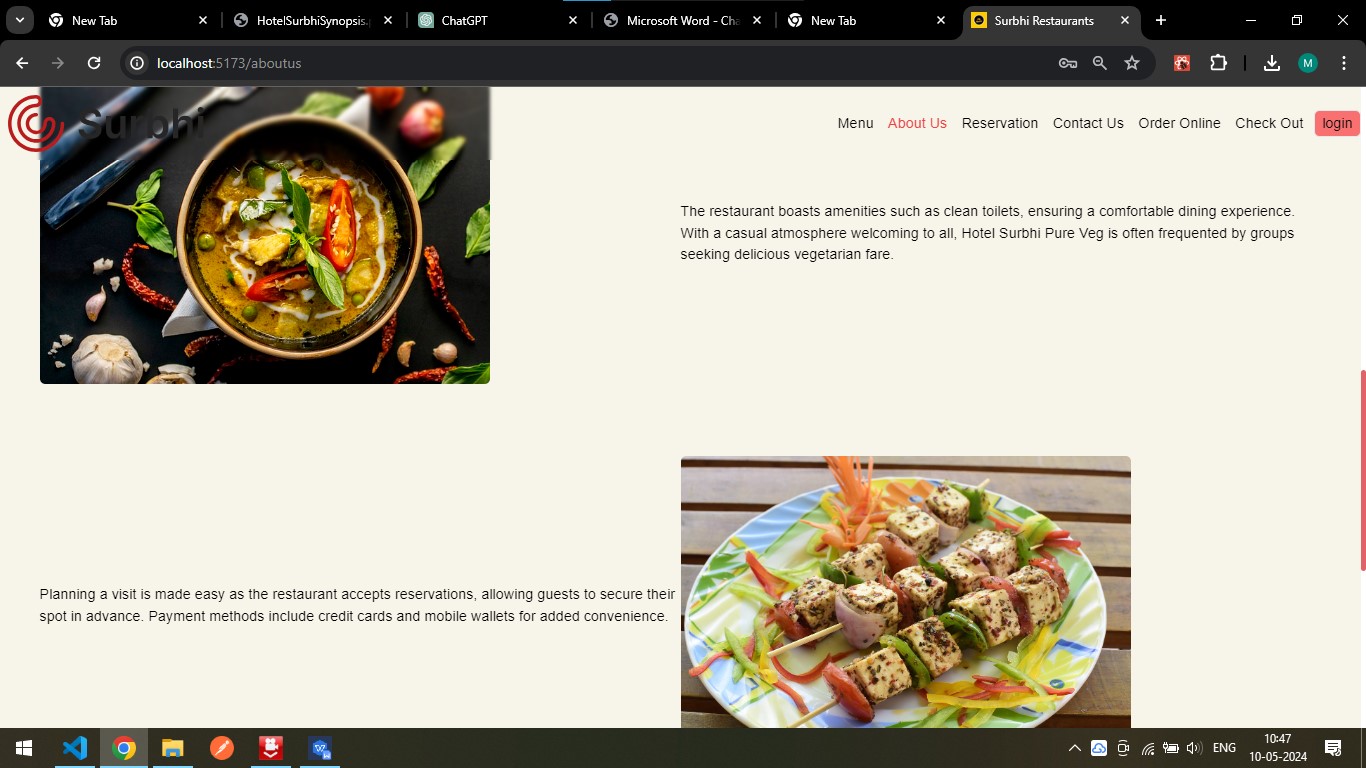 New Tab
HotelSurbhiSynopsis.
ChatGPT
Microsoft Word - Cha
New Tab
Surbhi Restaurants
localhost:5173/aboutus
M
Surbhi
Menu About Us Reservation Contact Us Order Online Check Out login
The restaurant boasts amenities such as clean toilets, ensuring a comfortable dining experience.
With a casual atmosphere welcoming to all, Hotel Surbhi Pure Veg is often frequented by groups
seeking delicious vegetarian fare.
Planning a visit is made easy as the restaurant accepts reservations, allowing guests to secure their
spot in advance. Payment methods include credit cards and mobile wallets for added convenience.
ENG
10:47
10-05-2024